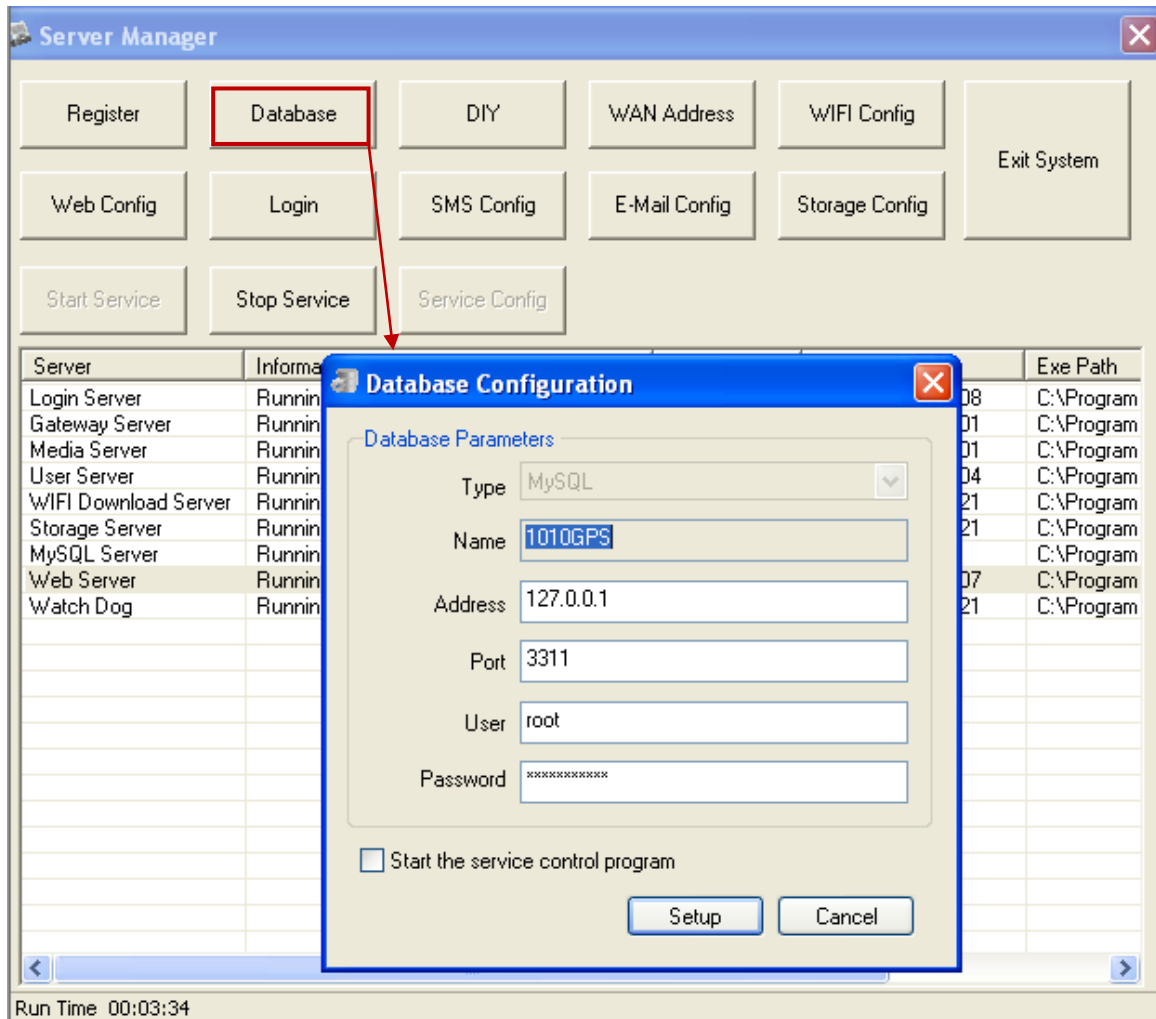 Server Manager
Register Database DIY WAN Address WIFI Config
Exit System
Web Config Login SMS Config E-Mail Config Storage Config
Start Service Stop Service Service Config
Server Informa Exe Path
Login Server Runnin 08 C:\Program
Gateway Server Runnin 01 C:\Program
Media Server Runnin 01 C:\Program
User Server Runnin 04 C:\Program
WIFI Download Server Runnin 21 C:\Program
Storage Server Runnin 21 C:\Program
MySQL Server Runnin C:\Program
Web Server Runnin 07 C:\Program
Watch Dog Runnin 21 C:\Program
Database Configuration
Database Parameters
Type MySQL
Name 1010GPS
Address 127.0.0.1
Port 3311
User root
Password ***********
Start the service control program
Setup Cancel
Run Time 00:03:34